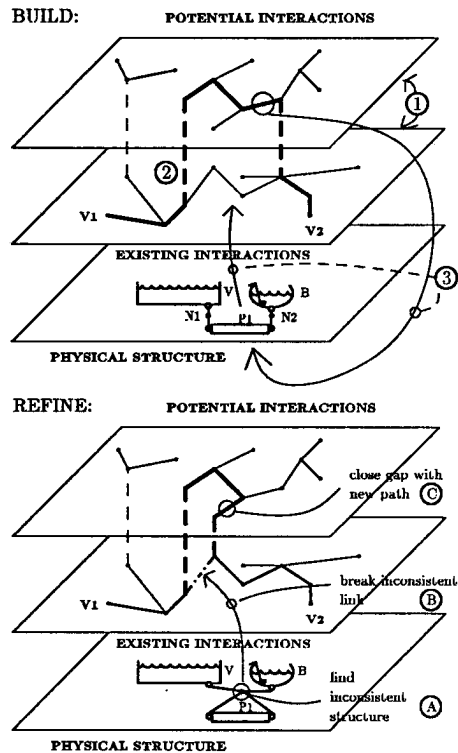 BUILD:
POTENTIAL INTERACTIONS
1
2
V1
V2
EXISTING INTERACTIONS
3
V
B
N1
P1
N2
PHYSICAL STRUCTURE
REFINE:
POTENTIAL INTERACTIONS
close gap with
new path C
V1
V2
break inconsistent
link B
EXISTING INTERACTIONS
V
B
find
inconsistent
structure A
P1
PHYSICAL STRUCTURE